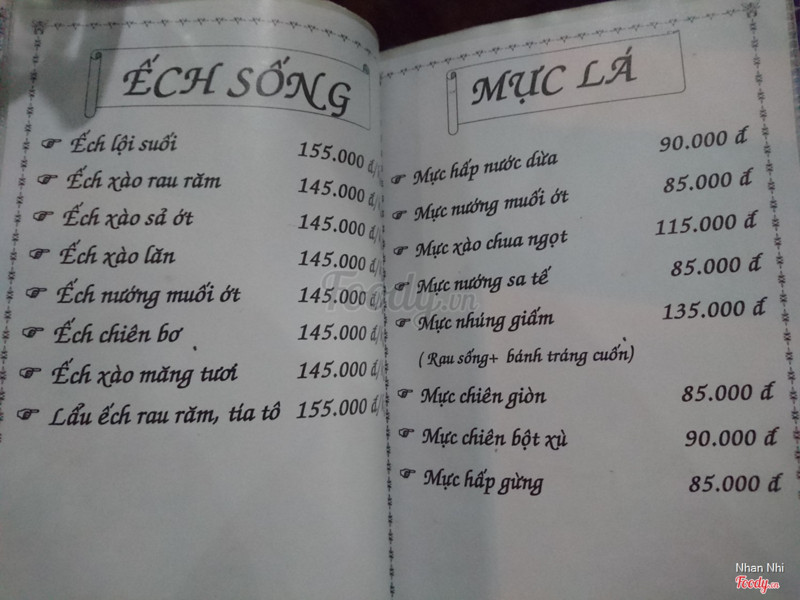 ẾCH SỐNG
Ếch lội suối 155.000 đ/
Ếch xào rau răm 145.000 đ/
Ếch xào sả ớt 145.000 đ/
Ếch xào lăn 145.000 đ/
Ếch nướng muối ớt 145.000 đ/
Ếch chiên bơ 145.000 đ/
Ếch xào măng tươi 145.000 đ/
Lẩu ếch rau răm, tía tô 155.000 đ/
MỰC LÁ
Mực hấp nước dừa 90.000 đ
Mực nướng muối ớt 85.000 đ
Mực xào chua ngọt 115.000 đ
Mực nướng sa tế 85.000 đ
Mực nhúng giấm 135.000 đ
( Rau sống+ bánh tráng cuốn)
Mực chiên giòn 85.000 đ
Mực chiên bột xù 90.000 đ
Mực hấp gừng 85.000 đ
Foody.vn
Nhan Nhi
Foody.vn